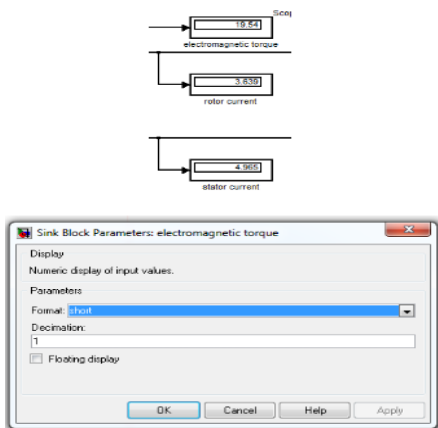 Scop
19.54
electromagnetic torque
3.639
rotor current
4.965
stator current
Sink Block Parameters: electromagnetic torque
Display
Numeric display of input values.
Parameters
Format: short
Decimation:
1
Floating display
OK Cancel Help Apply